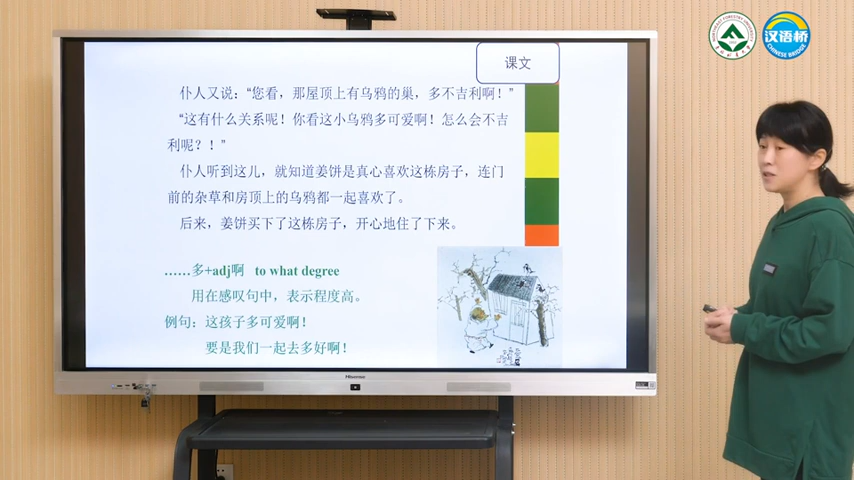 课文
仆人又说：“您看，那屋顶上有乌鸦的巢，多不吉利啊！”
“这有什么关系呢！你看这小乌鸦多可爱啊！怎么会不吉
利呢？！”
仆人听到这儿，就知道姜饼是真心喜欢这栋房子，连门
前的杂草和房顶上的乌鸦都一起喜欢了。
后来，姜饼买下了这栋房子，开心地住了下来。
……多+adj啊 to what degree
用在感叹句中，表示程度高。
例句：这孩子多可爱啊！
要是我们一起去多好啊！
Hisense
汉语桥
CHINESE BRIDGE